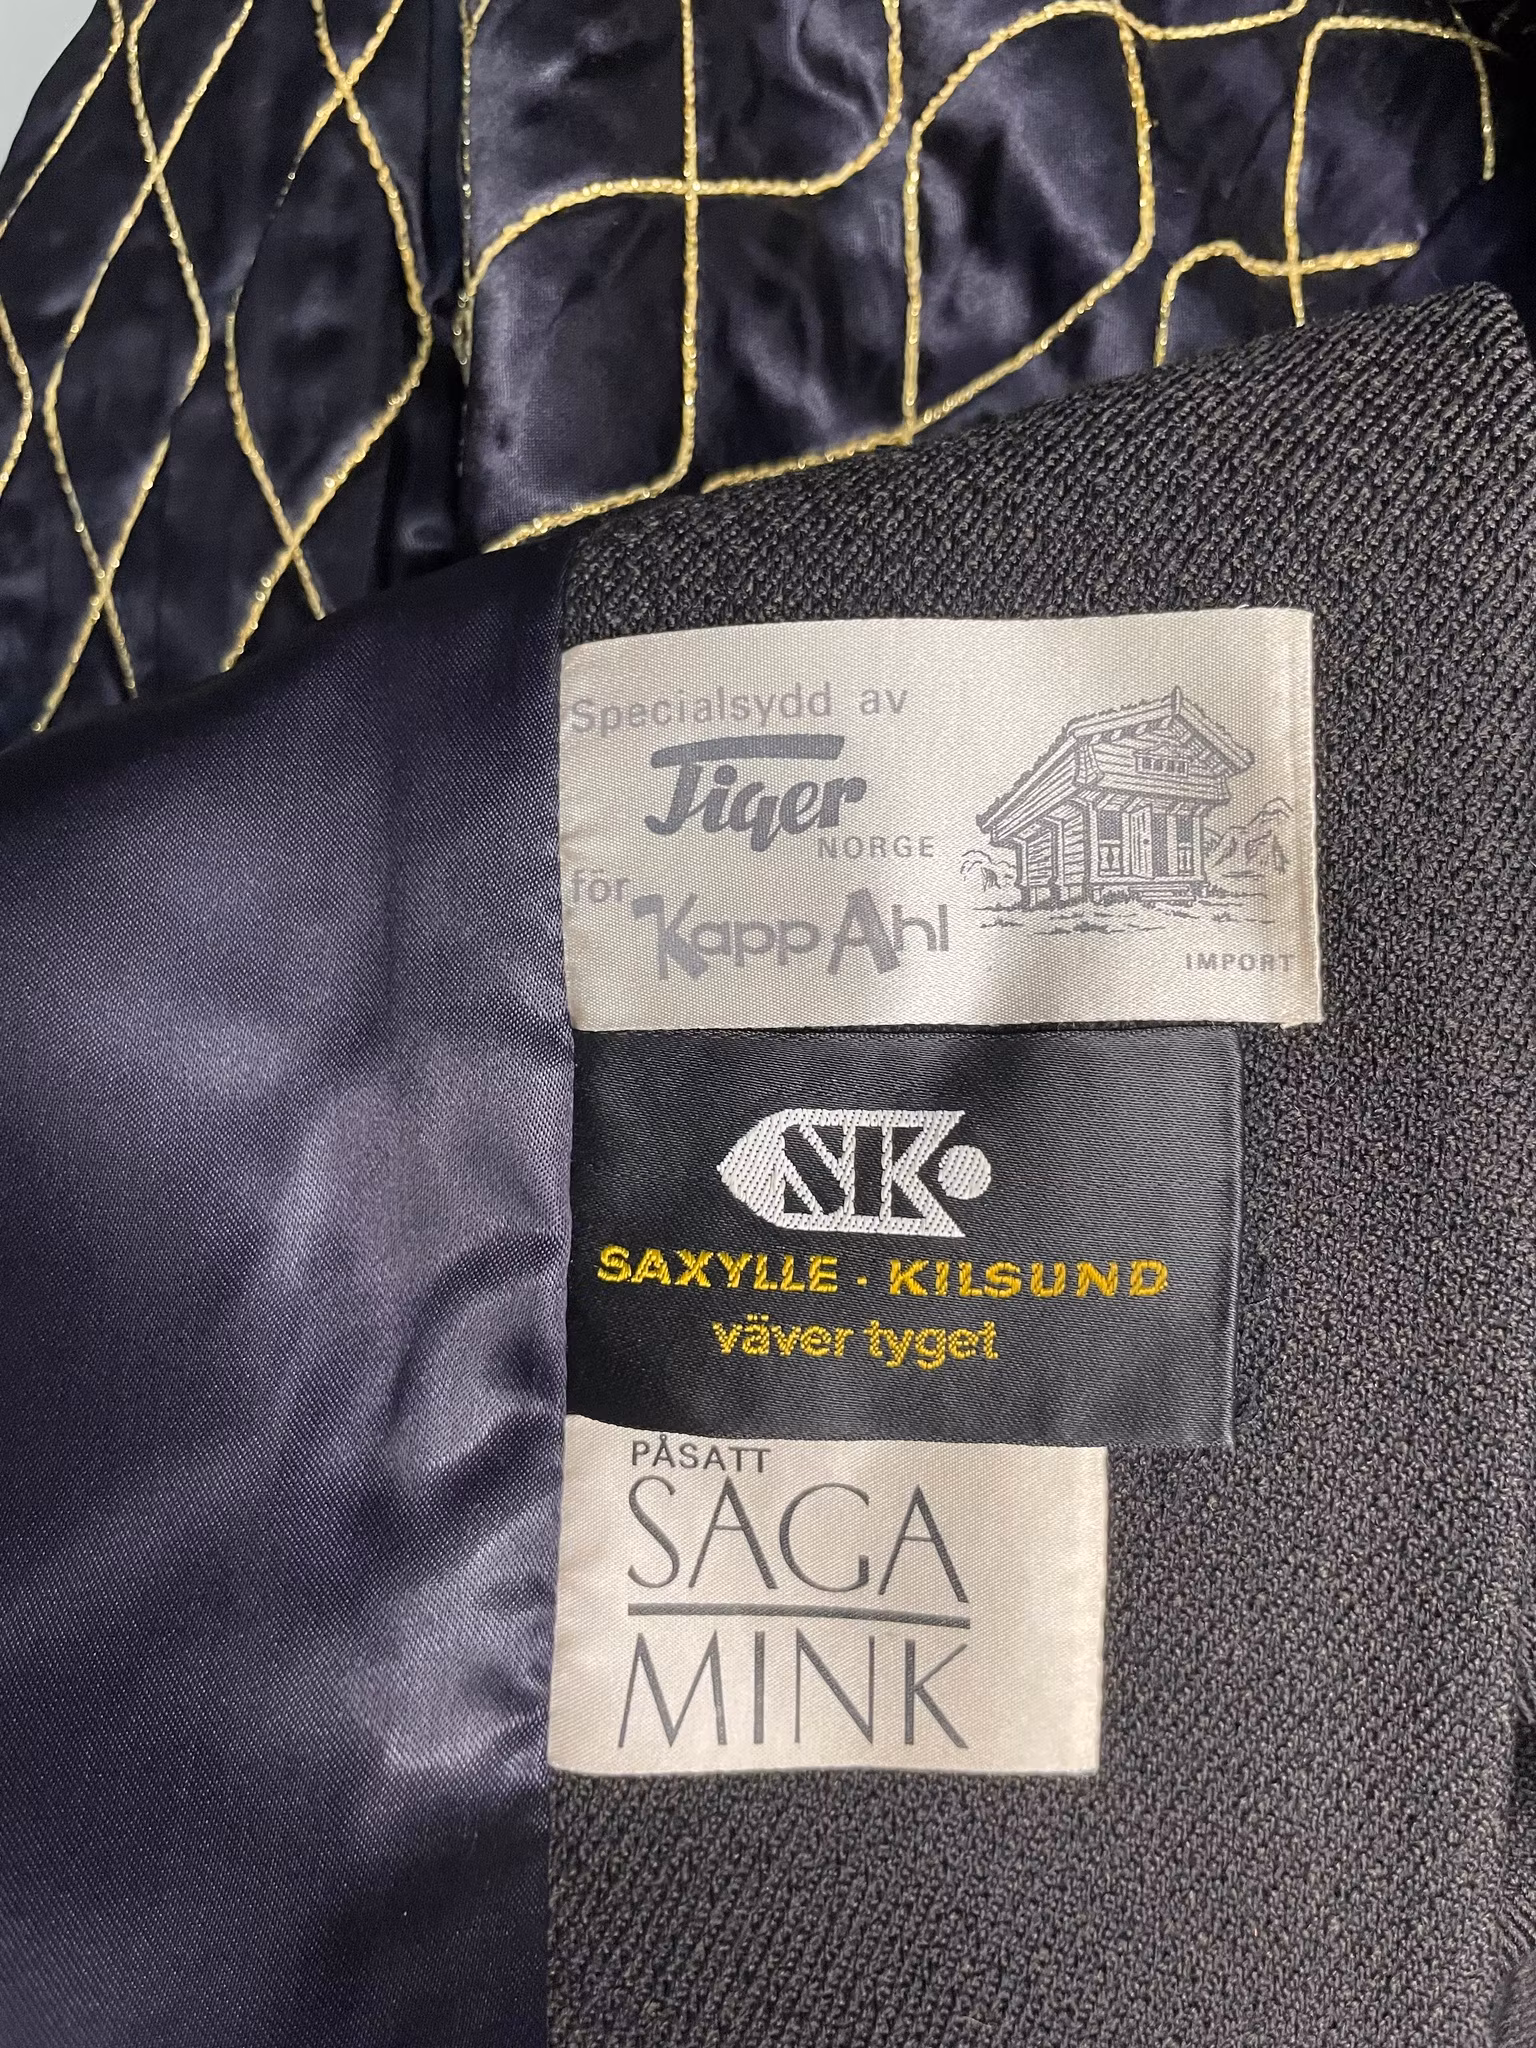 Specialsydd av
Tiger
NORGE
för
KappAhl
IMPORT
SK
SAXYLLE · KILSUND
väver tyget
PÅSATT
SAGA
MINK